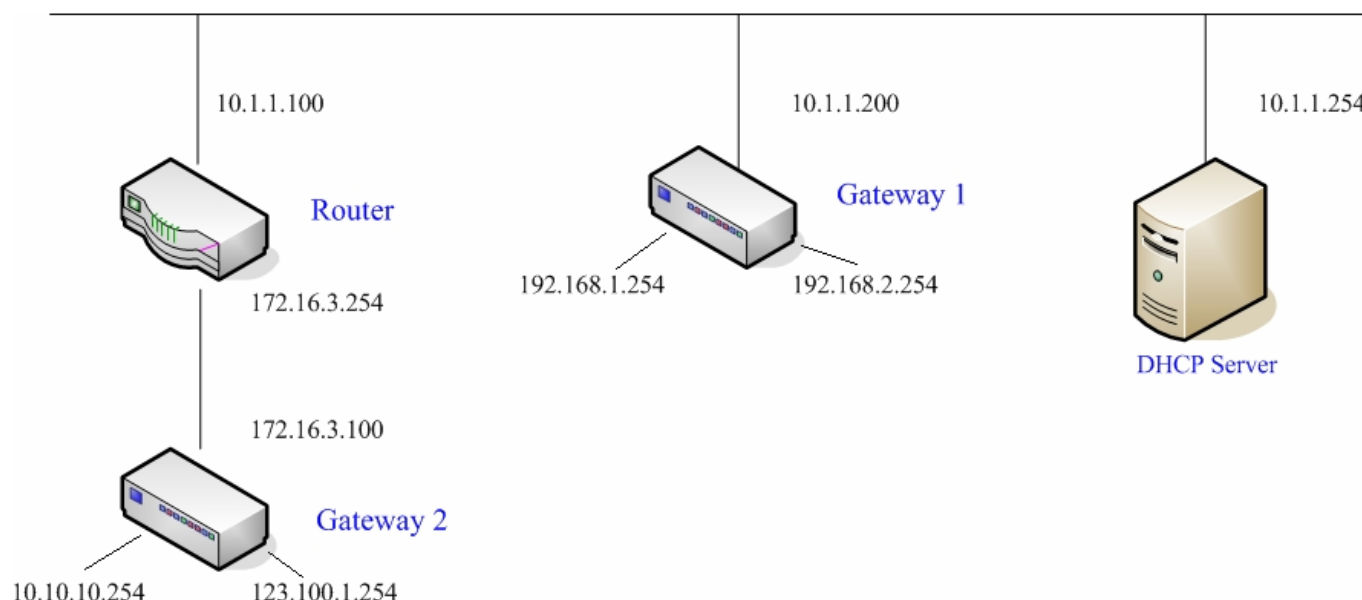 10.1.1.100
10.1.1.200
10.1.1.254
Router
Gateway 1
172.16.3.254
192.168.1.254
192.168.2.254
DHCP Server
172.16.3.100
Gateway 2
10.10.10.254
123.100.1.254